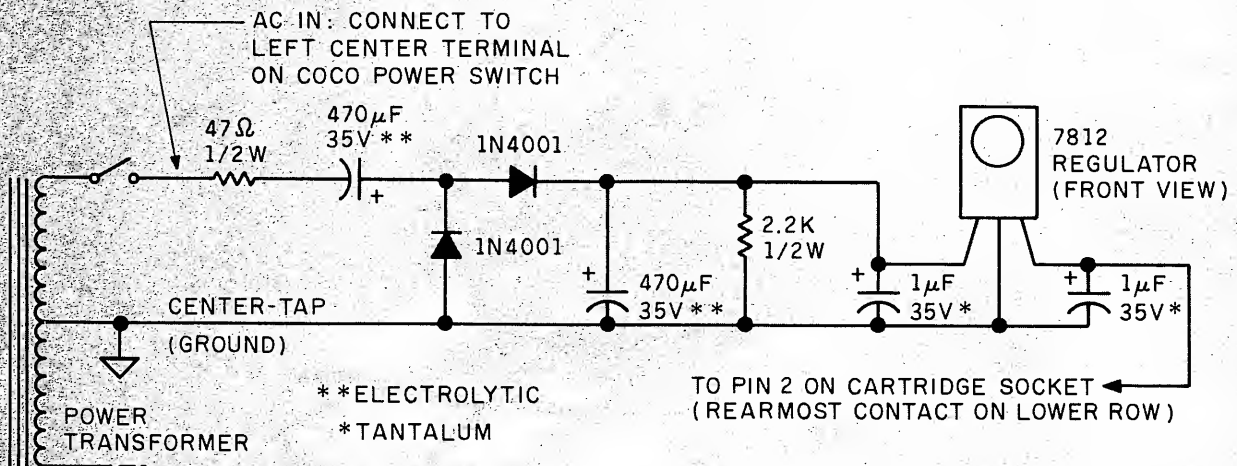 AC IN: CONNECT TO
LEFT CENTER TERMINAL
ON COCO POWER SWITCH
47Ω
1/2W
470µF
35V **
+
1N4001
1N4001
7812
REGULATOR
(FRONT VIEW)
2.2K
1/2W
+
470µF
35V **
+
1µF
35V *
+
1µF
35V *
CENTER-TAP
(GROUND)
POWER
TRANSFORMER
**ELECTROLYTIC
*TANTALUM
TO PIN 2 ON CARTRIDGE SOCKET
(REARMOST CONTACT ON LOWER ROW)